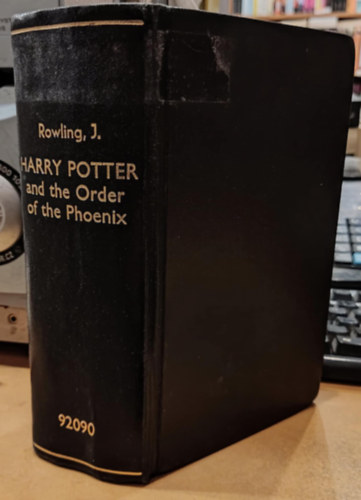 Rowling, J.
HARRY POTTER
and the Order
of the Phoenix
92090